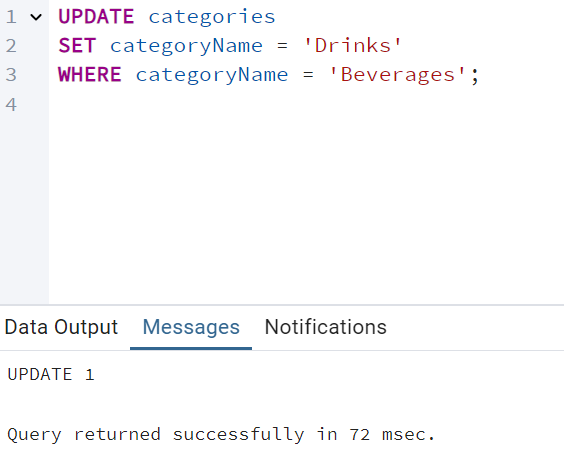 1 UPDATE categories
2 SET categoryName = 'Drinks'
3 WHERE categoryName = 'Beverages';
4
Data Output Messages Notifications
UPDATE 1
Query returned successfully in 72 msec.